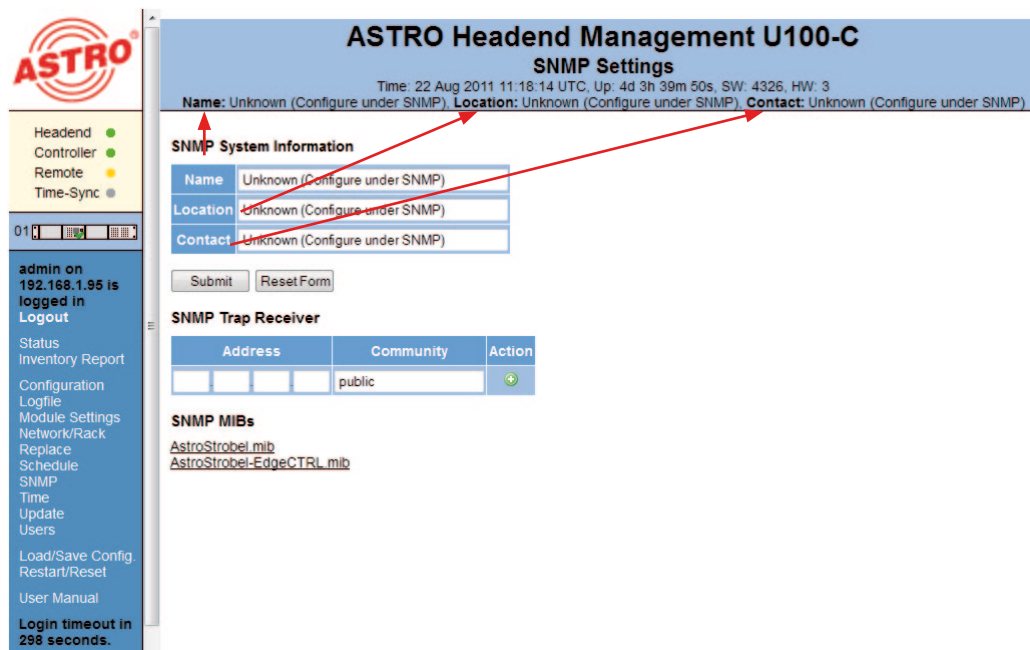 ASTRO®
Headend
Controller
Remote
Time-Sync
01
admin on
192.168.1.95 is
logged in
Logout
Status
Inventory Report
Configuration
Logfile
Module Settings
Network/Rack
Replace
Schedule
SNMP
Time
Update
Users
Load/Save Config.
Restart/Reset
User Manual
Login timeout in
298 seconds.
ASTRO Headend Management U100-C
SNMP Settings
Time: 22 Aug 2011 11:18:14 UTC, Up: 4d 3h 39m 50s, SW: 4326, HW: 3
Name: Unknown (Configure under SNMP), Location: Unknown (Configure under SNMP), Contact: Unknown (Configure under SNMP)
SNMP System Information
Name Unknown (Configure under SNMP)
Location Unknown (Configure under SNMP)
Contact Unknown (Configure under SNMP)
Submit Reset Form
SNMP Trap Receiver
Address Community Action
. . . public
SNMP MIBs
AstroStrobel.mib
AstroStrobel-EdgeCTRL.mib